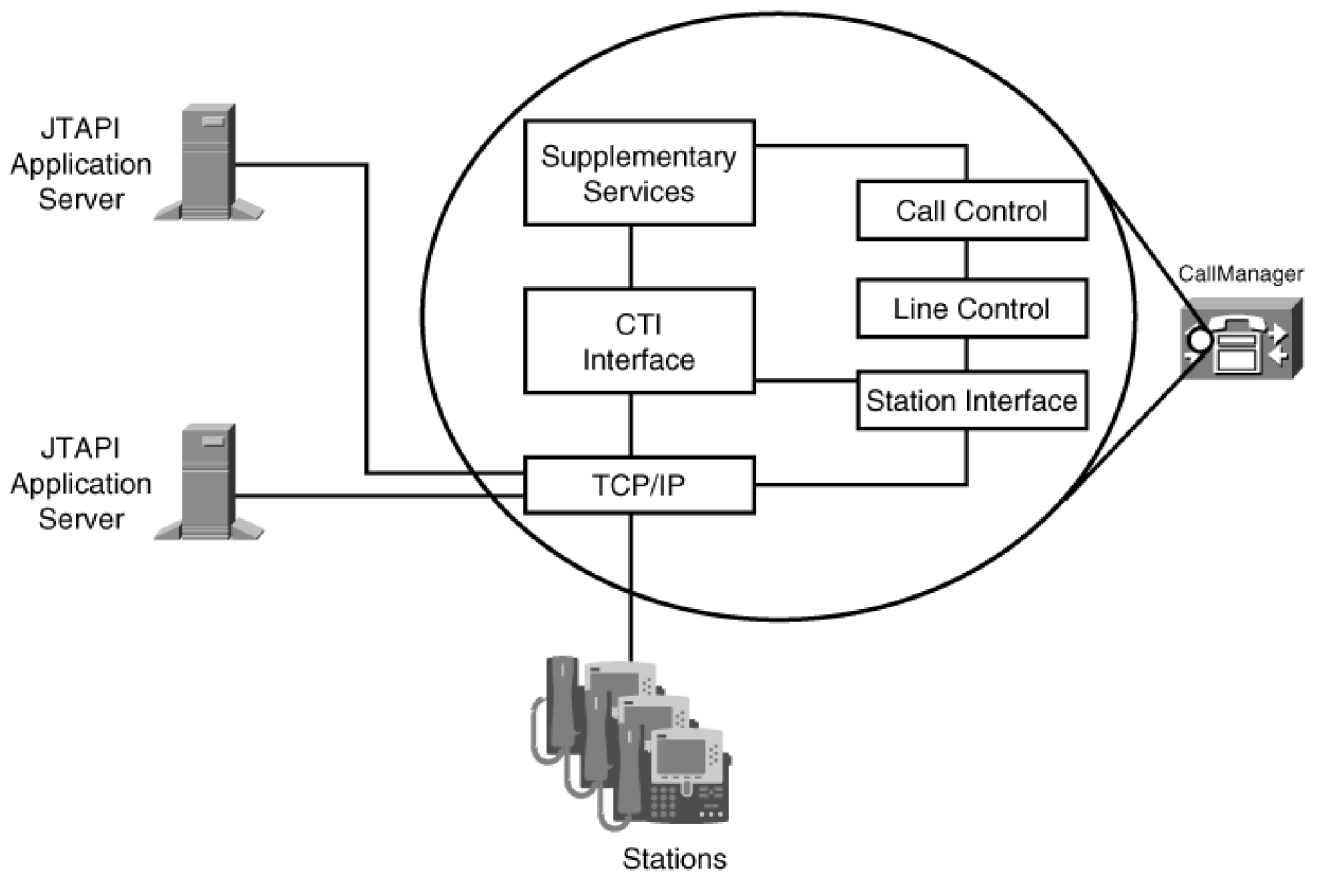 JTAPI
Application
Server
Supplementary
Services
Call Control
CallManager
CTI
Interface
Line Control
Station Interface
JTAPI
Application
Server
TCP/IP
Stations